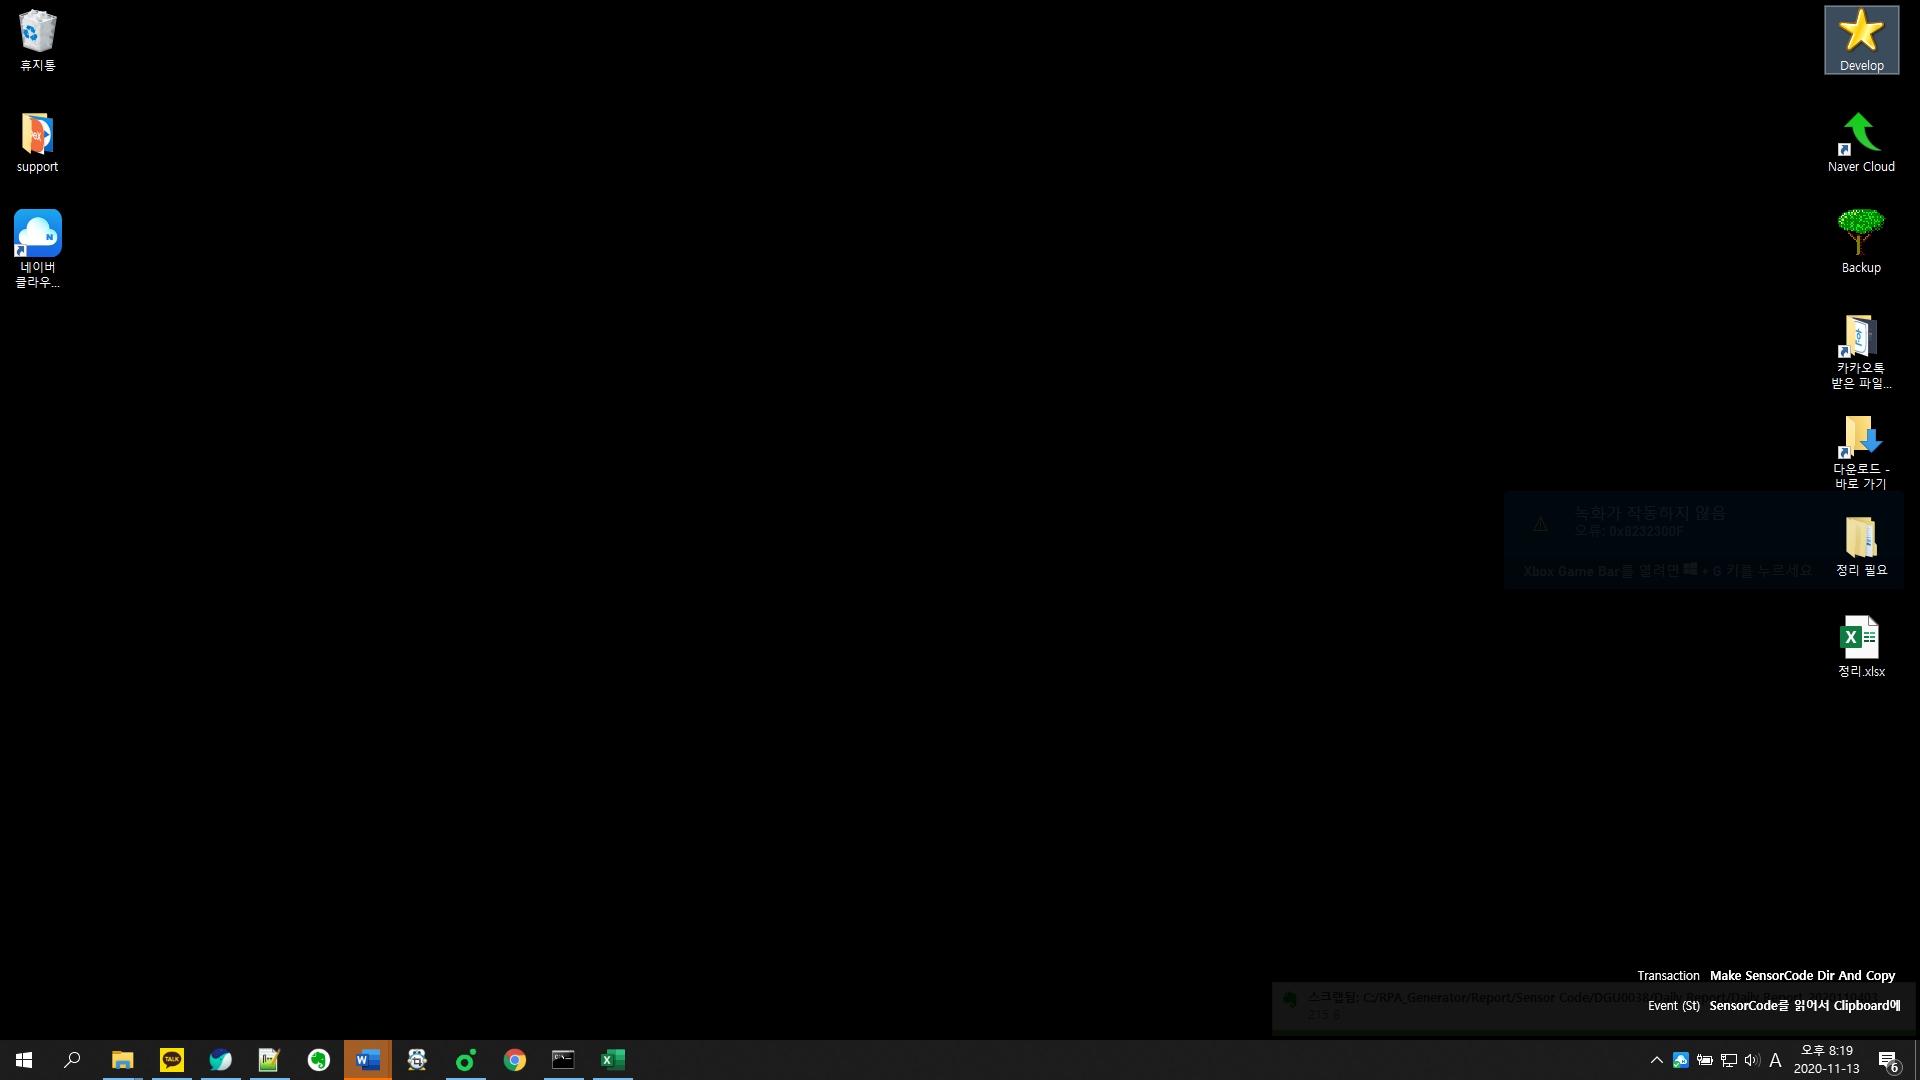 휴지통
support
네이버
클라우...
Develop
Naver Cloud
Backup
카카오톡
받은 파일...
다운로드 -
바로 가기
녹화가 작동하지 않음
오류: 0x8232300F
Xbox Game Bar를 열려면 + G 키를 누르세요
정리 필요
정리.xlsx
Transaction Make SensorCode Dir And Copy
스크랩됨: C:/RPA_Generator/Report/Sensor Code/DGU0038/Daily
Event (St) SensorCode를 읽어서 Clipboard에
TALK
A
오후 8:19
2020-11-13
6